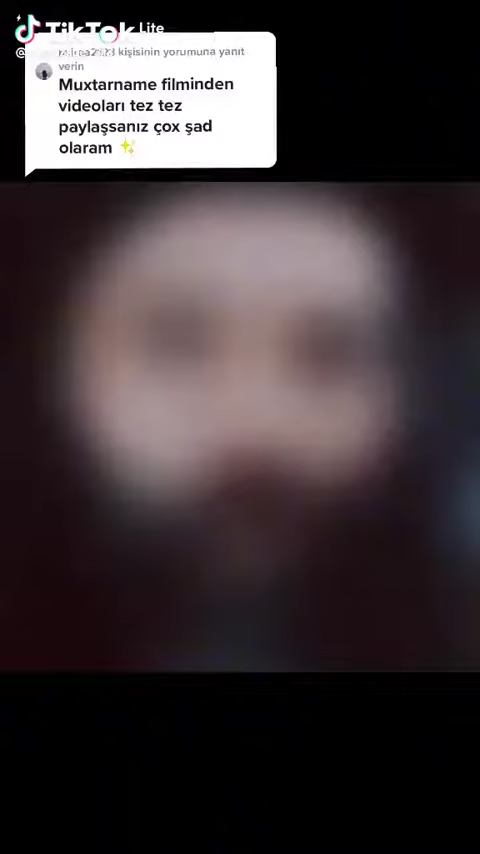 TikTok Lite
kişisinin yorumuna yanıt
verin
Muxtarname filminden
videoları tez tez
paylaşsanız çox şad
olaram ✨